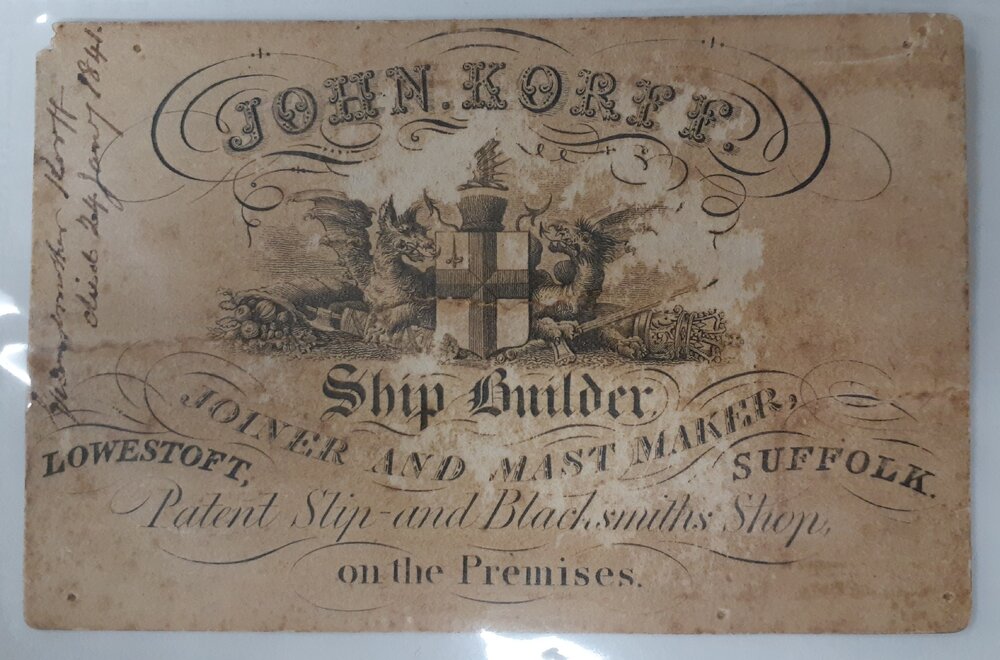 JOHN. KORFF.
Ship Builder
JOINER AND MAST MAKER,
LOWESTOFT, SUFFOLK.
Patent Slip-and Blacksmiths Shop,
on the Premises.
Grandmother Korff
died 24 Jany 1841.